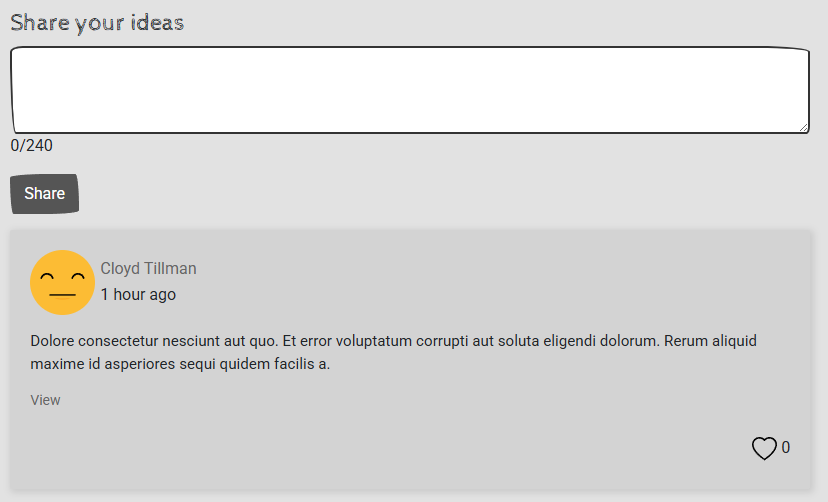 Share your ideas
0/240
Share
Cloyd Tillman
1 hour ago
Dolore consectetur nesciunt aut quo. Et error voluptatum corrupti aut soluta eligendi dolorum. Rerum aliquid
maxime id asperiores sequi quidem facilis a.
View
0